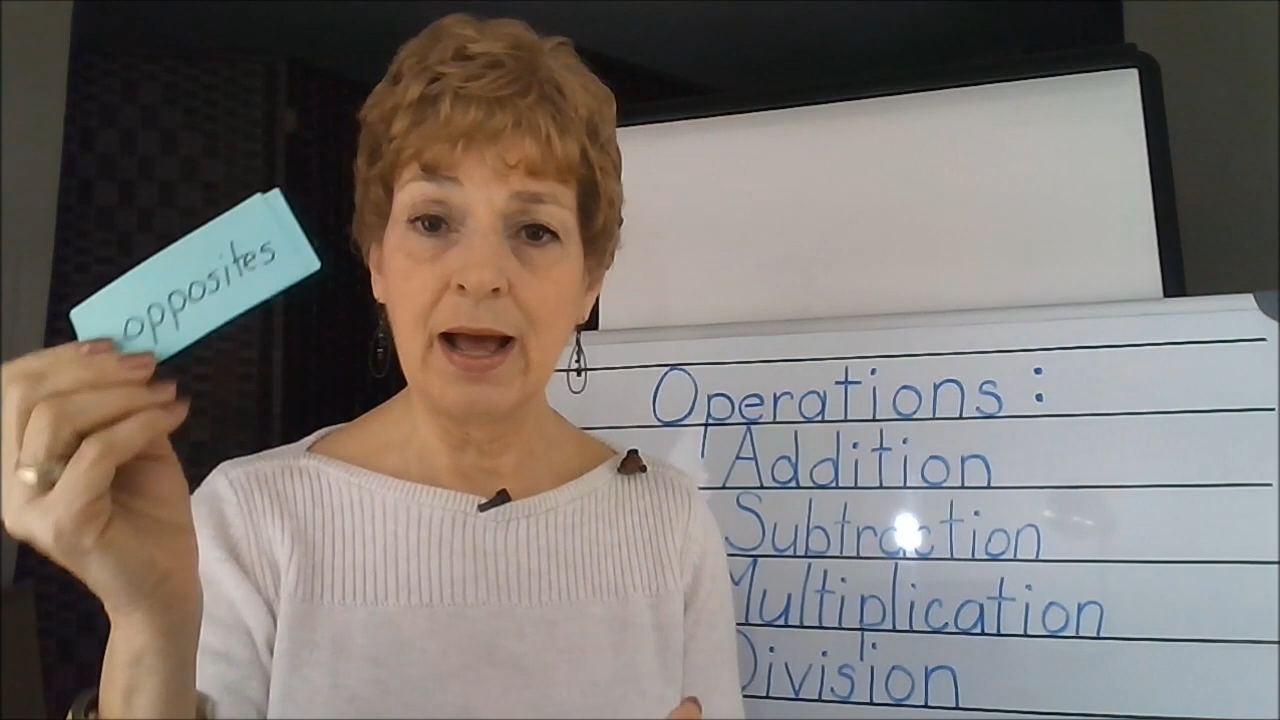 opposites
Operations:
Addition
Subtraction
Multiplication
Division